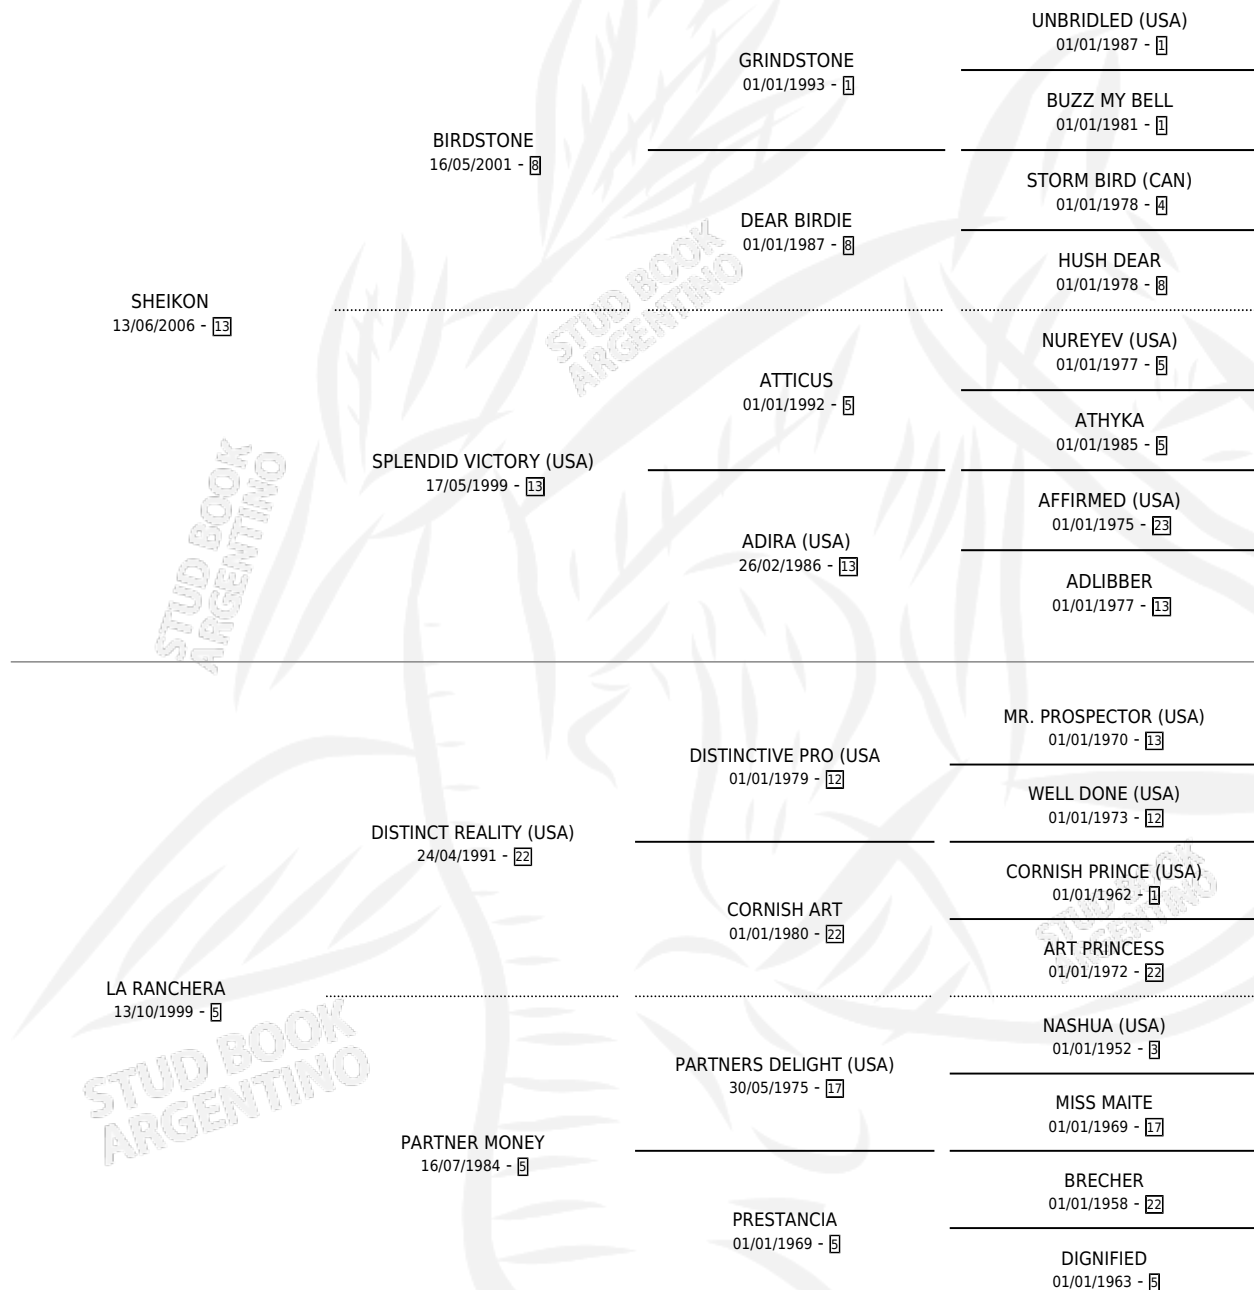 UNBRIDLED (USA)
01/01/1987 - 1
GRINDSTONE
01/01/1993 - 1
BUZZ MY BELL
01/01/1981 - 1
BIRDSTONE
16/05/2001 - 8
STORM BIRD (CAN)
01/01/1978 - 4
DEAR BIRDIE
01/01/1987 - 8
HUSH DEAR
01/01/1978 - 8
SHEIKON
13/06/2006 - 13
STUD BOOK
ARGENTINO
NUREYEV (USA)
01/01/1977 - 5
ATTICUS
01/01/1992 - 5
ATHYKA
01/01/1985 - 5
SPLENDID VICTORY (USA)
17/05/1999 - 13
AFFIRMED (USA)
01/01/1975 - 23
ADIRA (USA)
26/02/1986 - 13
ADLIBBER
01/01/1977 - 13
STUD BOOK
ARGENTINO
MR. PROSPECTOR (USA)
01/01/1970 - 13
DISTINCTIVE PRO (USA
01/01/1979 - 12
WELL DONE (USA)
01/01/1973 - 12
DISTINCT REALITY (USA)
24/04/1991 - 22
CORNISH PRINCE (USA)
01/01/1962 - 1
CORNISH ART
01/01/1980 - 22
STUD BOOK
ARGENTINO
ART PRINCESS
01/01/1972 - 22
LA RANCHERA
13/10/1999 - 5
NASHUA (USA)
01/01/1952 - 3
PARTNERS DELIGHT (USA)
30/05/1975 - 17
MISS MAITE
01/01/1969 - 17
STUD BOOK
ARGENTINO
PARTNER MONEY
16/07/1984 - 5
BRECHER
01/01/1958 - 22
PRESTANCIA
01/01/1969 - 5
DIGNIFIED
01/01/1963 - 5